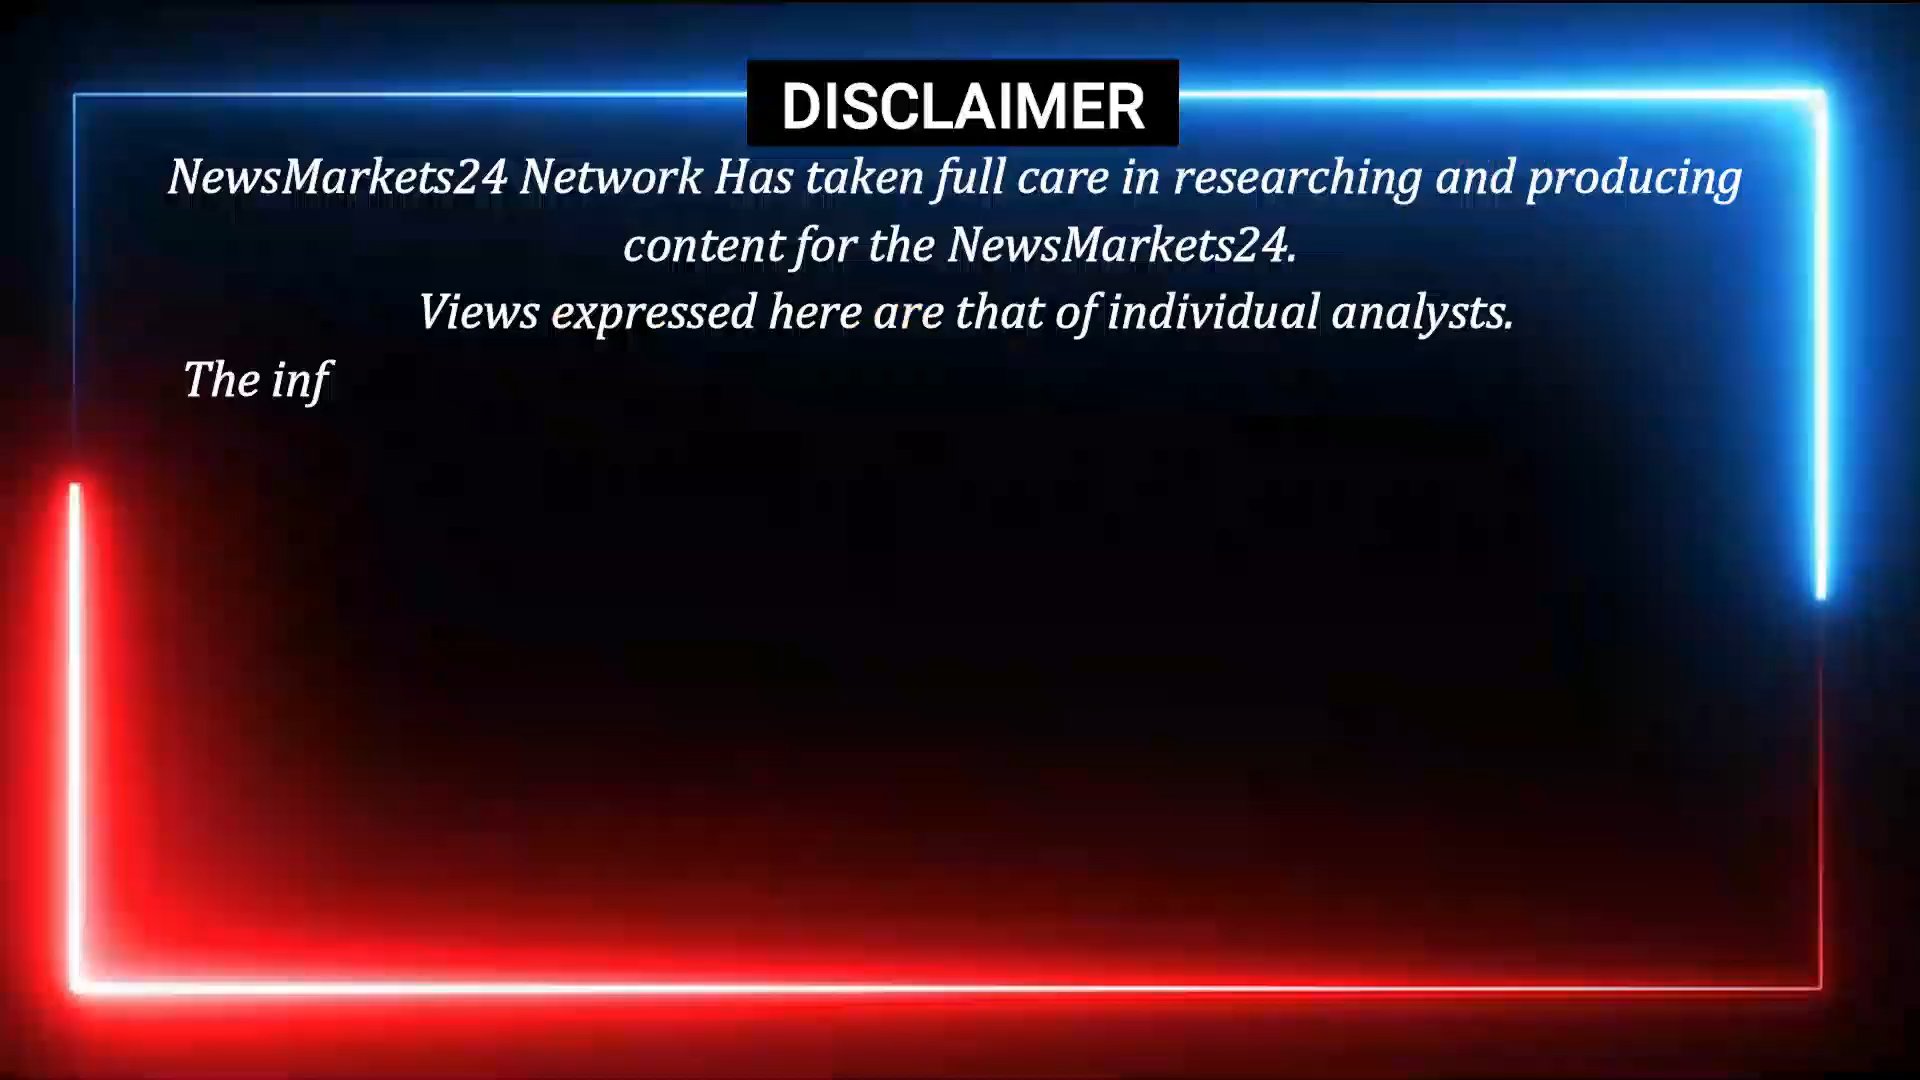 DISCLAIMER
NewsMarkets24 Network Has taken full care in researching and producing
content for the NewsMarkets24.
Views expressed here are that of individual analysts.
The inf